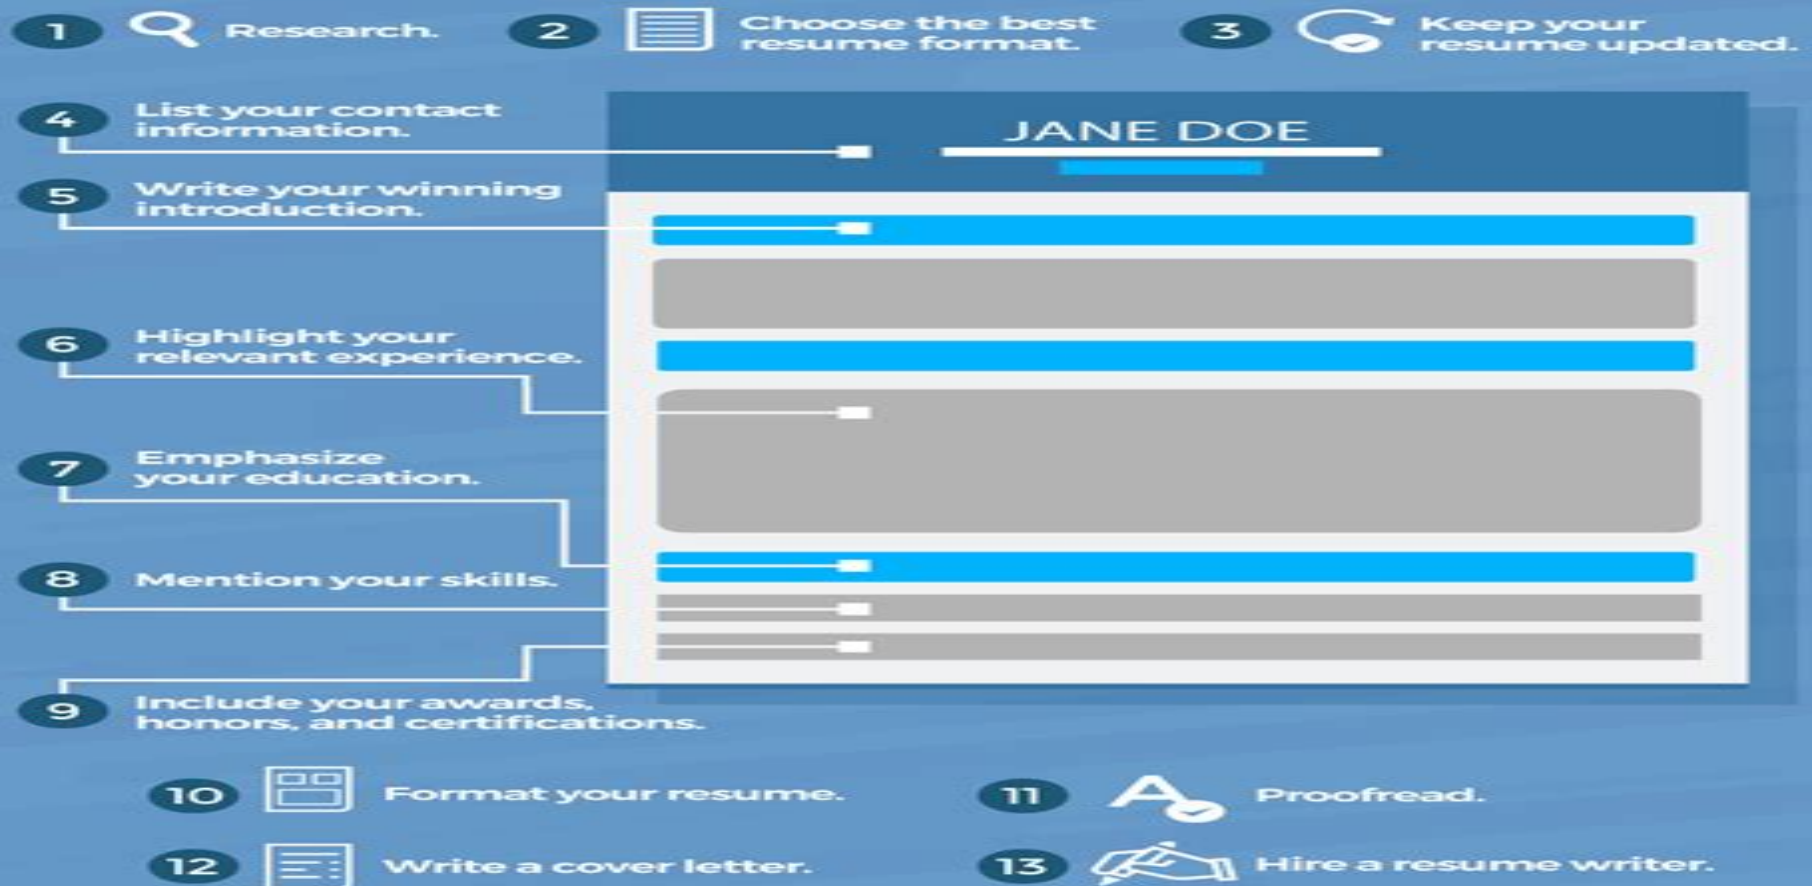 1 Research.
2 Choose the best
resume format.
3 Keep your
resume updated.
4 List your contact
information.
JANE DOE
5 Write your winning
introduction.
6 Highlight your
relevant experience.
7 Emphasize
your education.
8 Mention your skills.
9 Include your awards,
honors, and certifications.
10 Format your resume.
11 Proofread.
12 Write a cover letter.
13 Hire a resume writer.